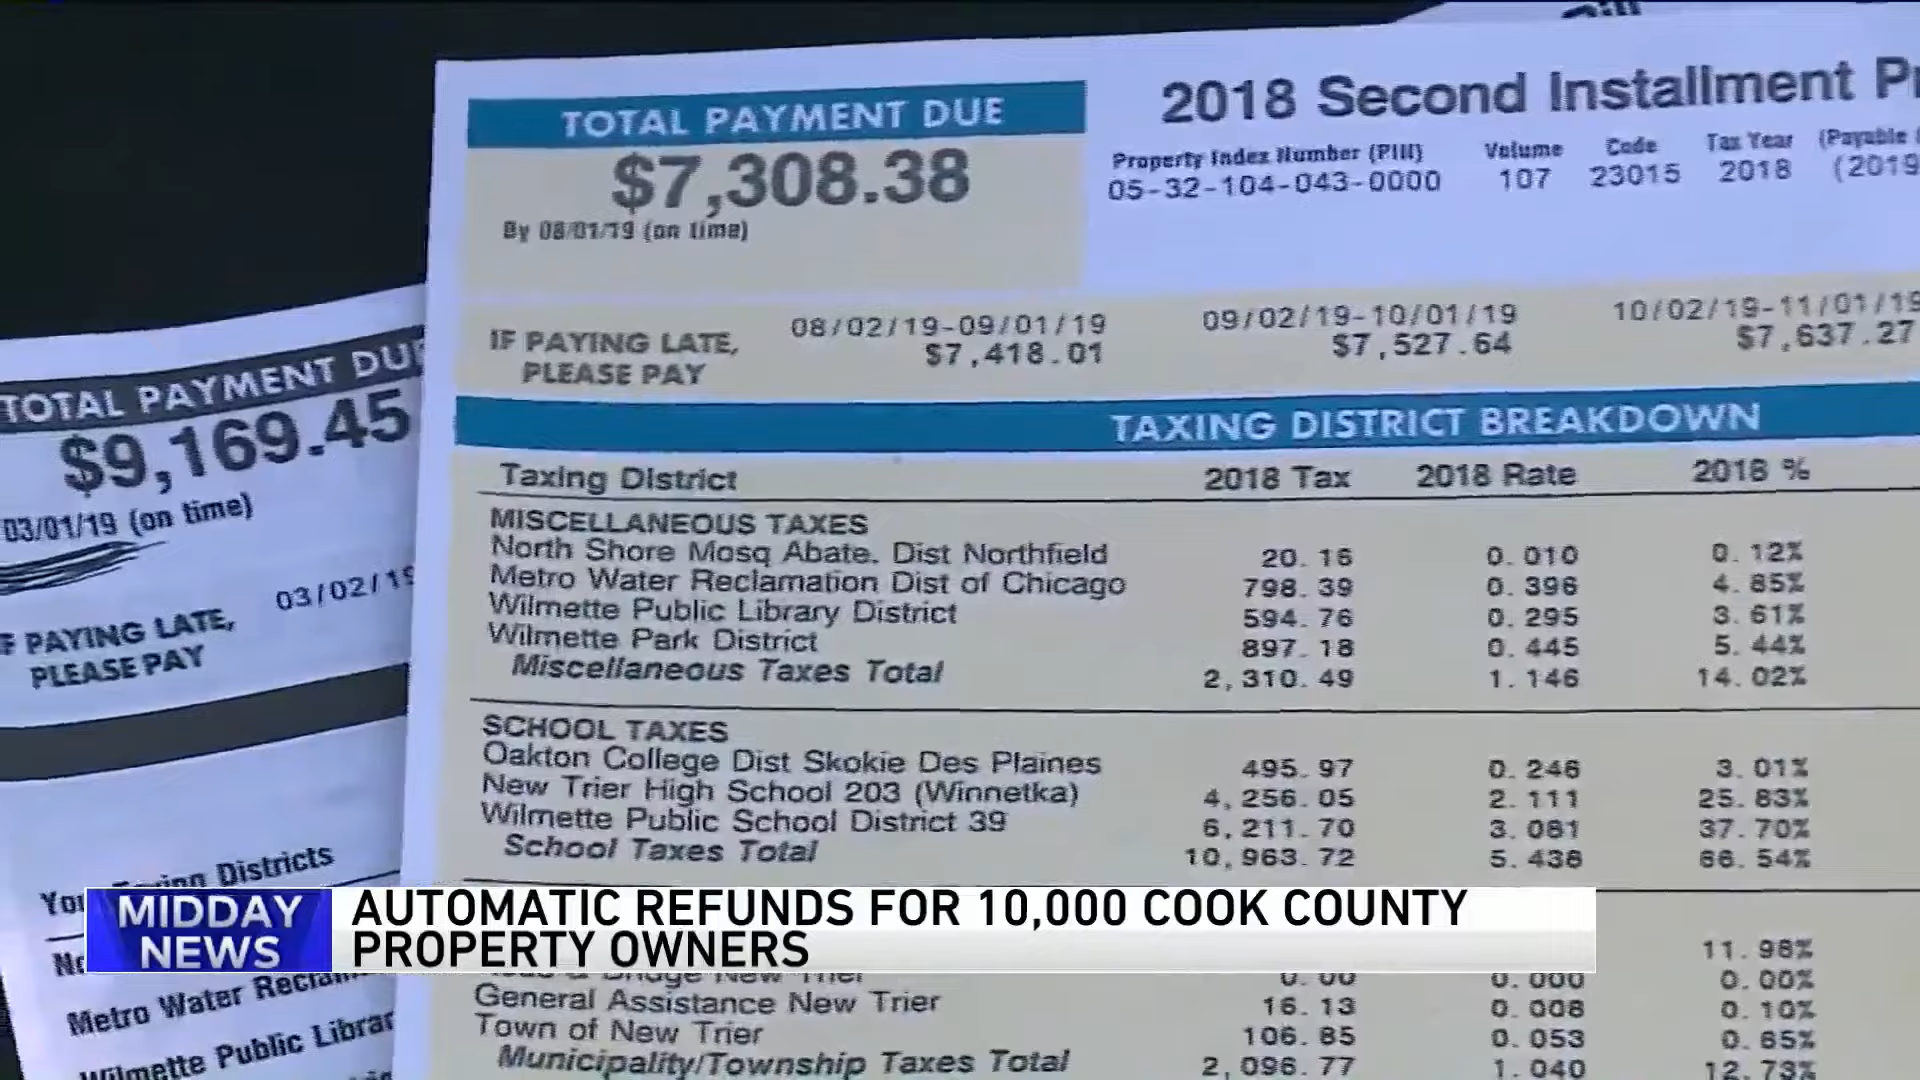 TOTAL PAYMENT DUE
$7,308.38
By 08/01/19 (on time)
2018 Second Installment
Property Index Number (PIN) Volume Code Tax Year (Payable
05-32-104-043-0000 107 23015 2018 (2019
IF PAYING LATE,
PLEASE PAY
08/02/19-09/01/19 09/02/19-10/01/19 10/02/19-11/01/19
$7,418.01 $7,527.64 $7,637.27
TAXING DISTRICT BREAKDOWN
Taxing District 2018 Tax 2018 Rate 2018 %
MISCELLANEOUS TAXES
North Shore Mosq Abate. Dist Northfield 20.16 0.010 0.12%
Metro Water Reclamation Dist of Chicago 798.39 0.396 4.85%
Wilmette Public Library District 594.76 0.295 3.61%
Wilmette Park District 897.18 0.445 5.44%
Miscellaneous Taxes Total 2,310.49 1.146 14.02%
SCHOOL TAXES
Oakton College Dist Skokie Des Plaines 495.97 0.246 3.01%
New Trier High School 203 (Winnetka) 4,256.05 2.111 25.83%
Wilmette Public School District 39 6,211.70 3.081 37.70%
School Taxes Total 10,963.72 5.438 66.54%
11.98%
New Trier 0.00 0.000 0.00%
General Assistance New Trier 16.13 0.008 0.10%
Town of New Trier 106.85 0.053 0.65%
Municipality/Township Taxes Total 2,096.77 1.040 12.73%
TOTAL PAYMENT DUE
$9,169.45
03/01/19 (on time)
03/02/19
IF PAYING LATE,
PLEASE PAY
Districts
Metro Water
Wilmette Public
MIDDAY
NEWS
AUTOMATIC REFUNDS FOR 10,000 COOK COUNTY
PROPERTY OWNERS